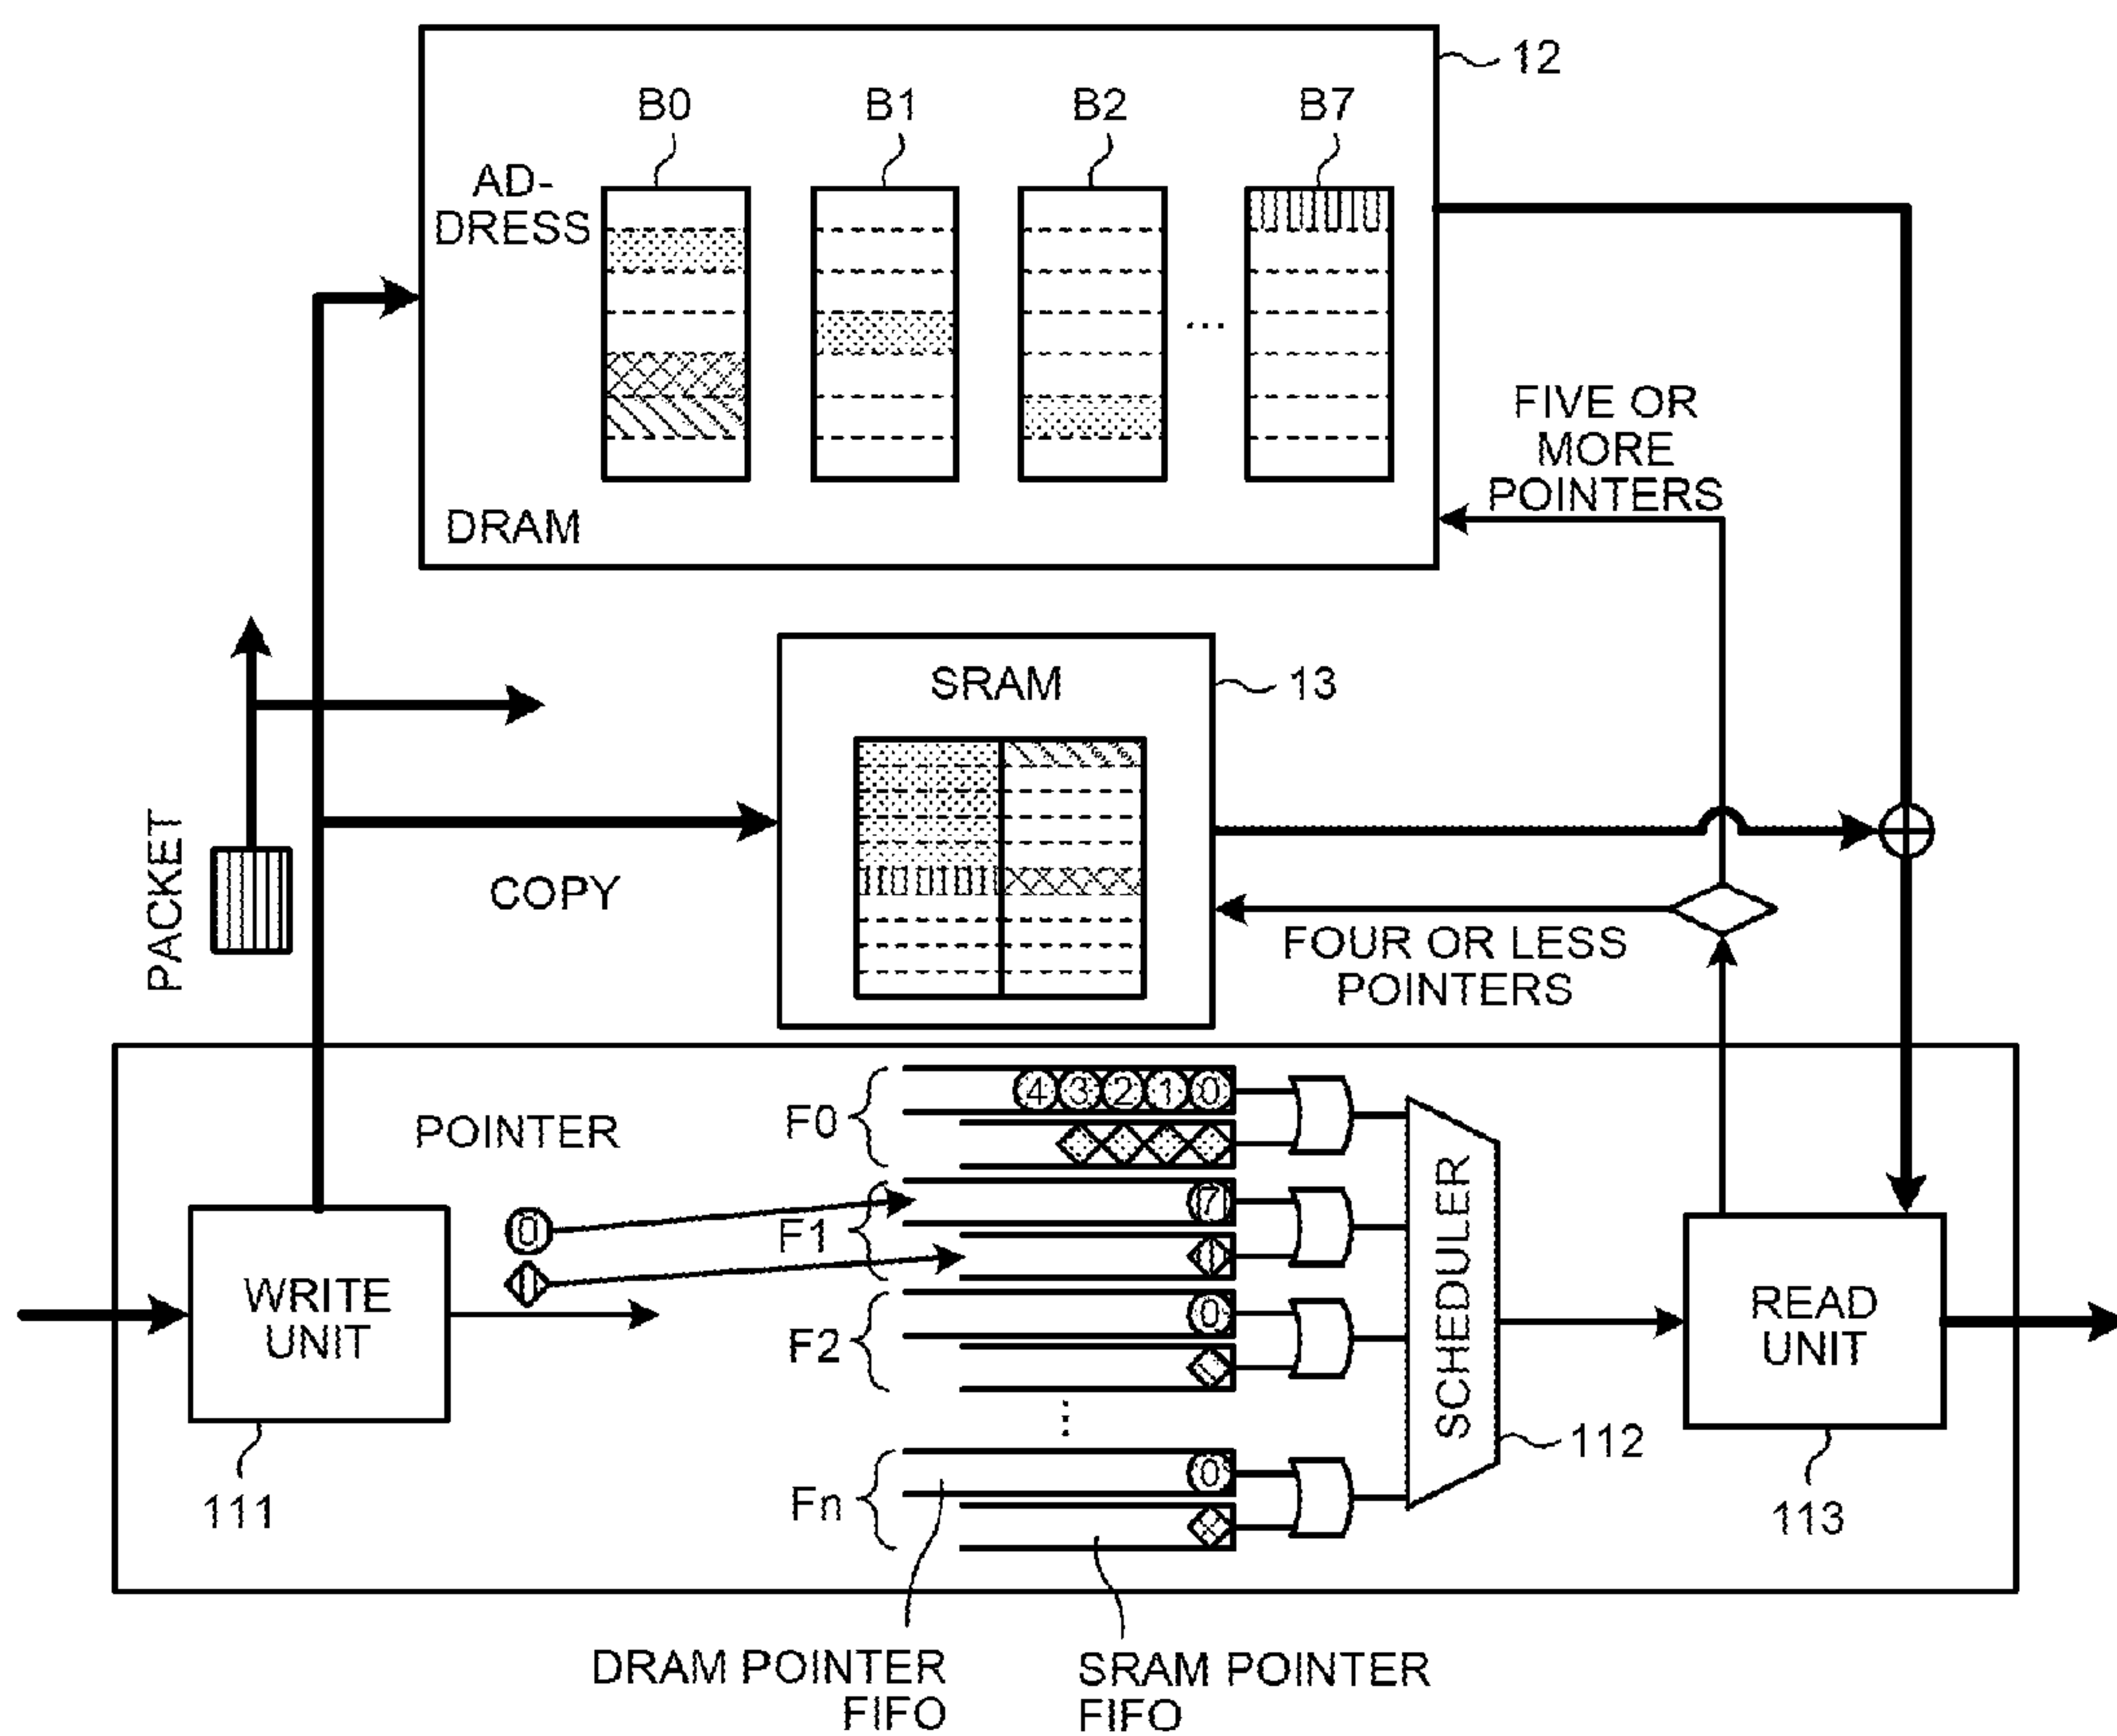 12
B0
B1
B2
B7
AD-
DRESS
...
DRAM
FIVE OR
MORE
POINTERS
SRAM
13
PACKET
COPY
FOUR OR LESS
POINTERS
POINTER
F0
4 3 2 1 0
F1
7
0
F2
0
WRITE
UNIT
111
SCHEDULER
112
READ
UNIT
113
Fn
0
DRAM POINTER
FIFO
SRAM POINTER
FIFO